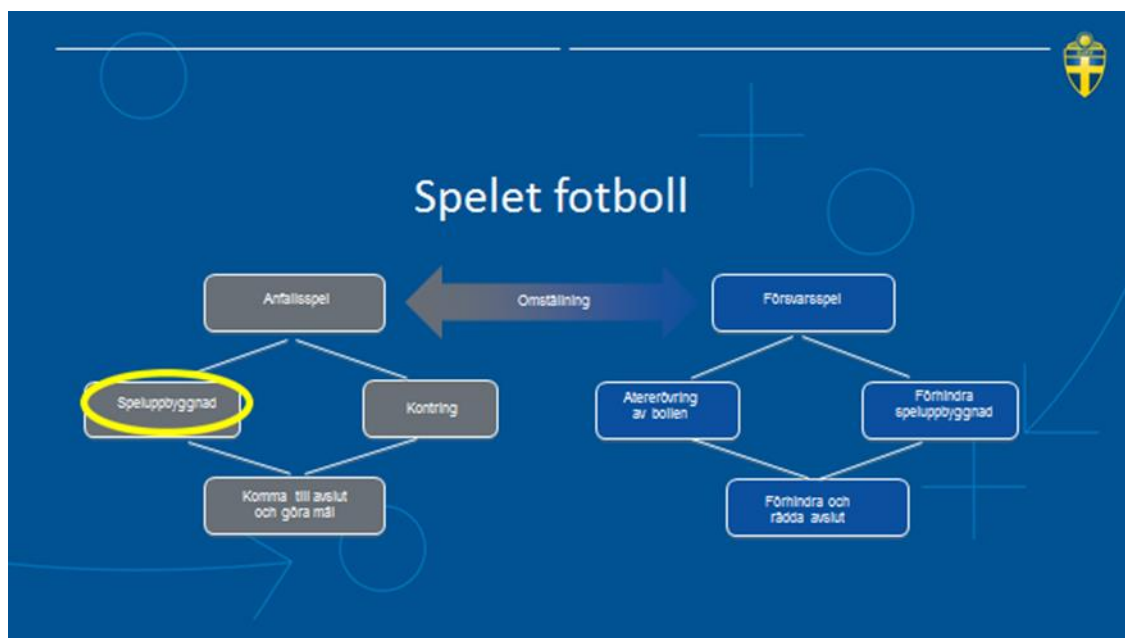 Spelet fotboll
Anfallsspel
Omställning
Försvarsspel
Speluppbyggnad
Kontring
Återerövring
av bollen
Förhindra
speluppbyggnad
Komma till avslut
och göra mål
Förhindra och
rädda avslut